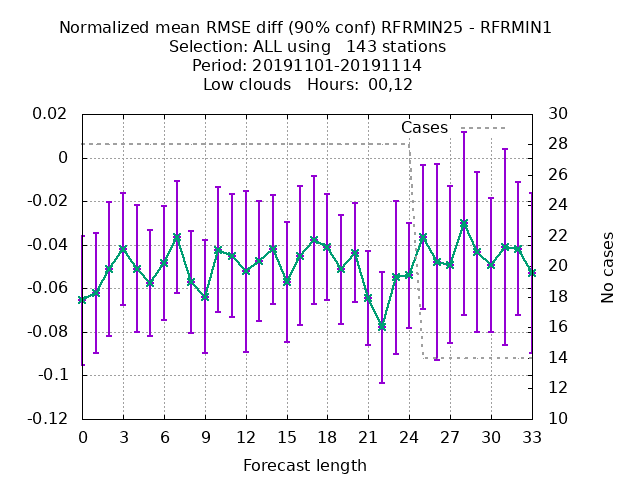 Normalized mean RMSE diff (90% conf) RFRMIN25 - RFRMIN1
Selection: ALL using   143 stations
Period: 20191101-20191114
Low clouds   Hours: 00,12
0.02
0
-0.02
-0.04
-0.06
-0.08
-0.1
-0.12
Cases
30
28
26
24
22
20
18
16
14
12
10
No cases
0 3 6 9 12 15 18 21 24 27 30 33
Forecast length